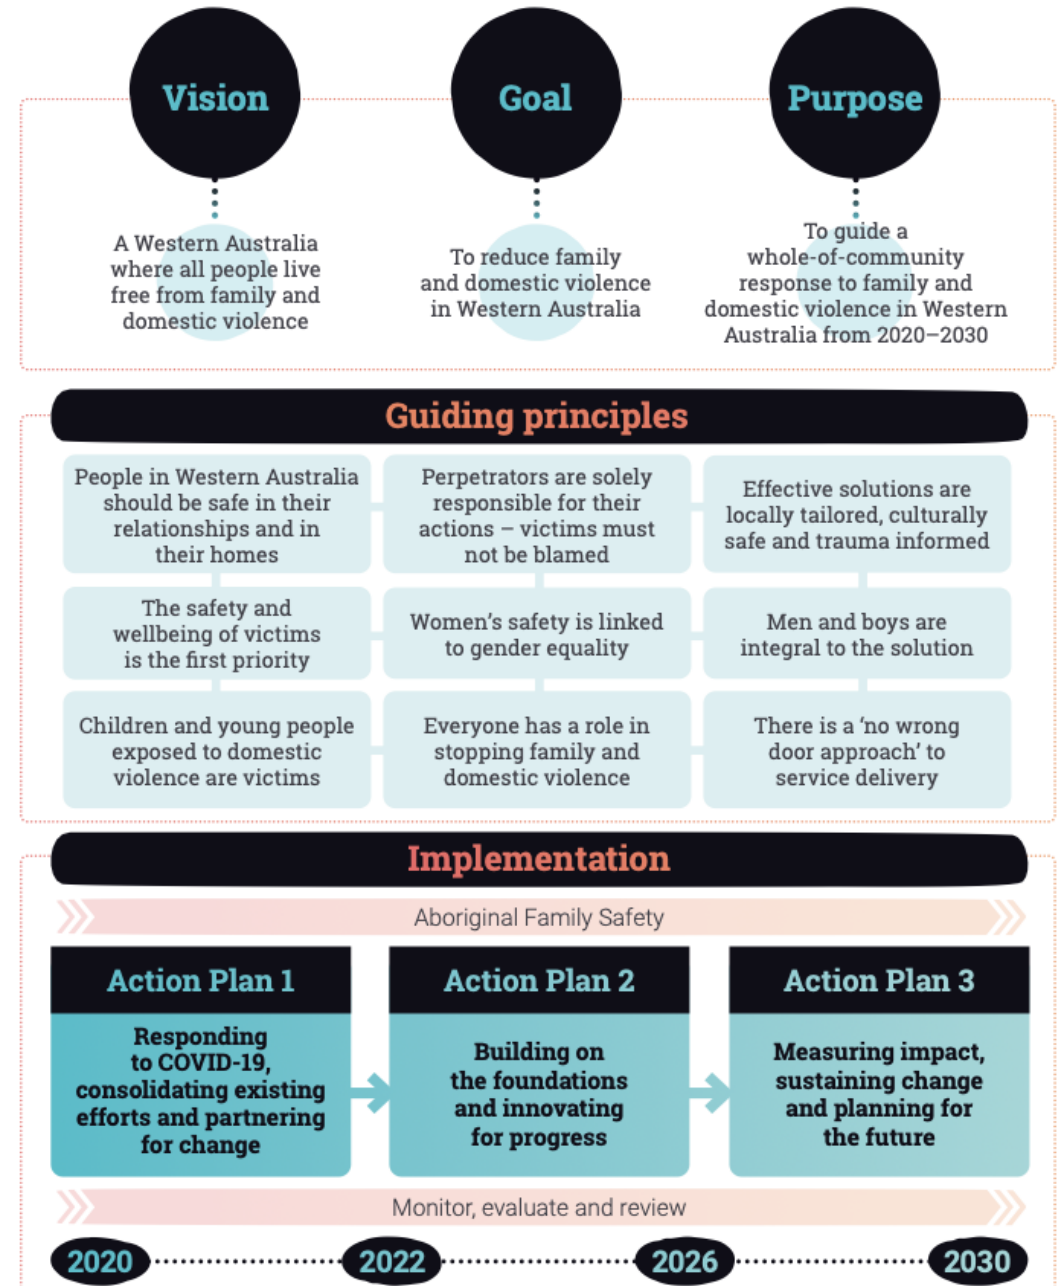 Vision
Goal
Purpose
A Western Australia
where all people live
free from family and
domestic violence
To reduce family
and domestic violence
in Western Australia
To guide a
whole-of-community
response to family and
domestic violence in Western
Australia from 2020–2030
Guiding principles
People in Western Australia
should be safe in their
relationships and in
their homes
Perpetrators are solely
responsible for their
actions – victims must
not be blamed
Effective solutions are
locally tailored, culturally
safe and trauma informed
The safety and
wellbeing of victims
is the first priority
Women’s safety is linked
to gender equality
Men and boys are
integral to the solution
Children and young people
exposed to domestic
violence are victims
Everyone has a role in
stopping family and
domestic violence
There is a ‘no wrong
door approach’ to
service delivery
Implementation
Aboriginal Family Safety
Action Plan 1
Responding
to COVID-19,
consolidating existing
efforts and partnering
for change
Action Plan 2
Building on
the foundations
and innovating
for progress
Action Plan 3
Measuring impact,
sustaining change
and planning for
the future
Monitor, evaluate and review
2020
2022
2026
2030